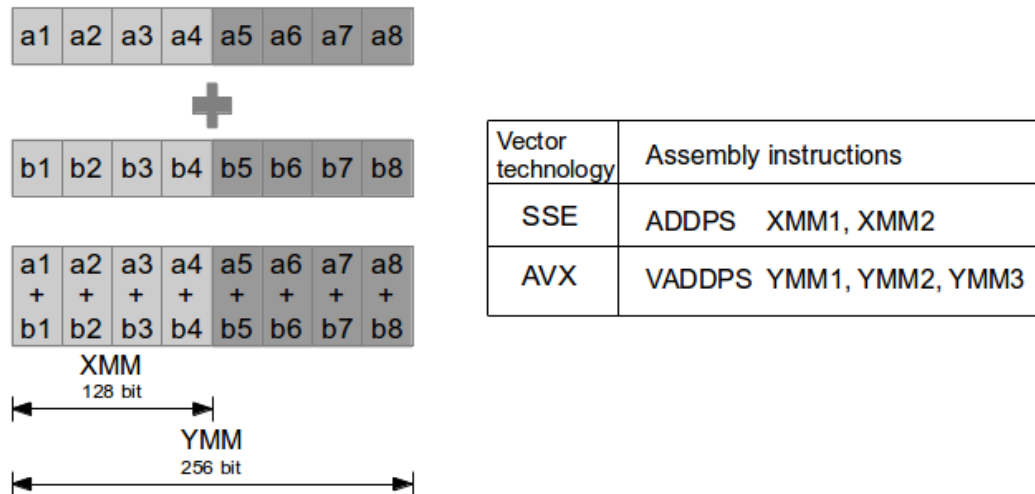 a1 a2 a3 a4 a5 a6 a7 a8
b1 b2 b3 b4 b5 b6 b7 b8
a1 a2 a3 a4 a5 a6 a7 a8
+ + + + + + + +
b1 b2 b3 b4 b5 b6 b7 b8
XMM
128 bit
YMM
256 bit
Vector
technology
Assembly instructions
SSE ADDPS XMM1, XMM2
AVX VADDPS YMM1, YMM2, YMM3